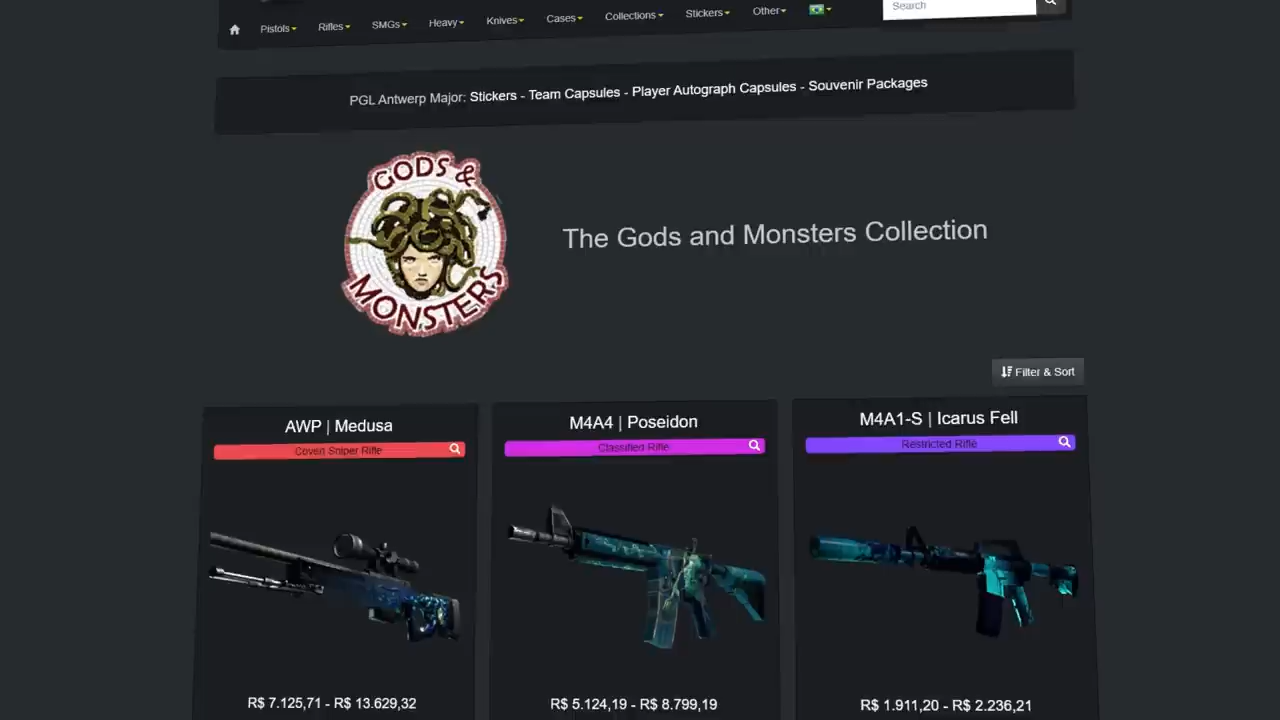 Pistols Rifles SMGs Heavy Knives Cases Collections Stickers Other Search
PGL Antwerp Major: Stickers - Team Capsules - Player Autograph Capsules - Souvenir Packages
GODS &
MONSTERS
The Gods and Monsters Collection
Filter & Sort
AWP | Medusa
Covert Sniper Rifle
R$ 7.125,71 - R$ 13.629,32
M4A4 | Poseidon
Classified Rifle
R$ 5.124,19 - R$ 8.799,19
M4A1-S | Icarus Fell
Restricted Rifle
R$ 1.911,20 - R$ 2.236,21